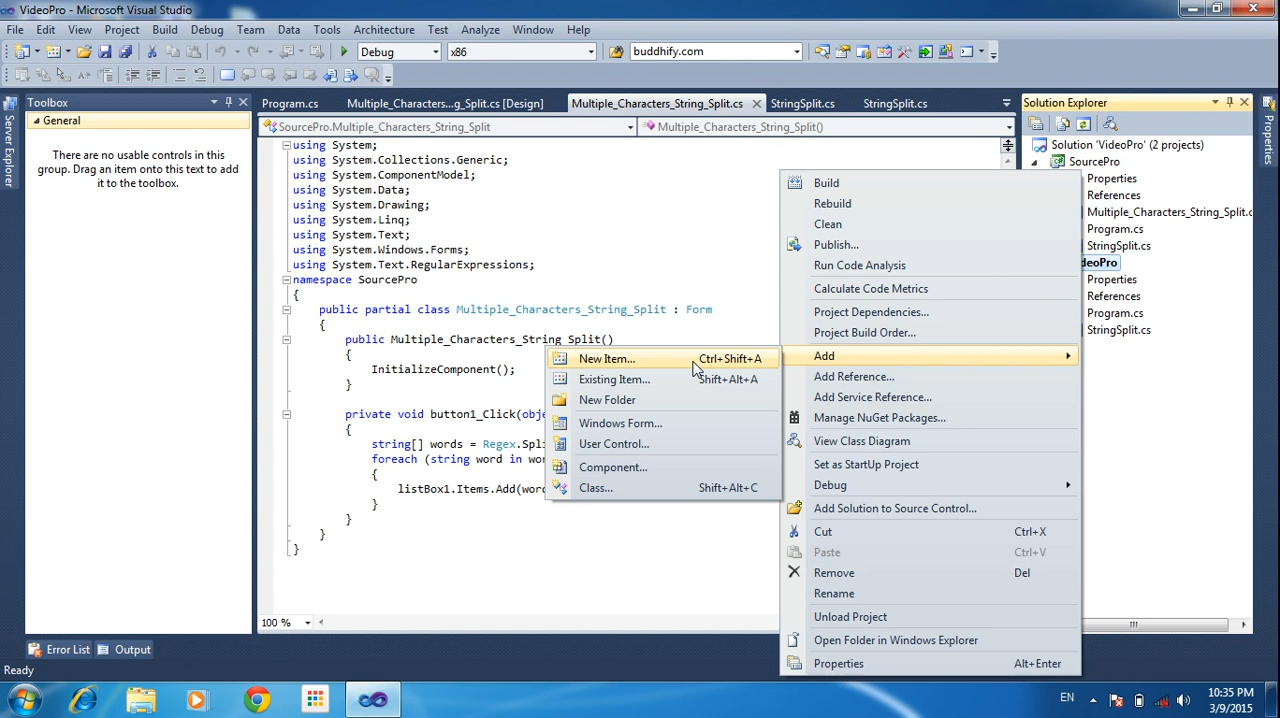 VideoPro - Microsoft Visual Studio
File Edit View Project Build Debug Team Data Tools Architecture Test Analyze Window Help
Debug x86 buddhify.com
Toolbox
General
There are no usable controls in this
group. Drag an item onto this text to add
it to the toolbox.
Server Explorer
Program.cs Multiple_Characters...g_Split.cs [Design] Multiple_Characters_String_Split.cs StringSplit.cs StringSplit.cs
SourcePro.Multiple_Characters_String_Split Multiple_Characters_String_Split()
using System;
using System.Collections.Generic;
using System.ComponentModel;
using System.Data;
using System.Drawing;
using System.Linq;
using System.Text;
using System.Windows.Forms;
using System.Text.RegularExpressions;
namespace SourcePro
{
public partial class Multiple_Characters_String_Split : Form
{
public Multiple_Characters_String Split()
{
InitializeComponent();
}
private void button1_Click(obje
{
string[] words = Regex.Spli
foreach (string word in wor
{
listBox1.Items.Add(word
}
}
}
}
100 %
New Item... Ctrl+Shift+A
Existing Item... Shift+Alt+A
New Folder
Windows Form...
User Control...
Component...
Class... Shift+Alt+C
Build
Rebuild
Clean
Publish...
Run Code Analysis
Calculate Code Metrics
Project Dependencies...
Project Build Order...
Add
Add Reference...
Add Service Reference...
Manage NuGet Packages...
View Class Diagram
Set as StartUp Project
Debug
Add Solution to Source Control...
Cut Ctrl+X
Paste Ctrl+V
Remove Del
Rename
Unload Project
Open Folder in Windows Explorer
Properties Alt+Enter
Solution Explorer
Solution 'VideoPro' (2 projects)
SourcePro
Properties
References
Multiple_Characters_String_Split.c
Program.cs
StringSplit.cs
deoPro
Properties
References
Program.cs
StringSplit.cs
Properties
Error List Output
Ready
EN
10:35 PM
3/9/2015